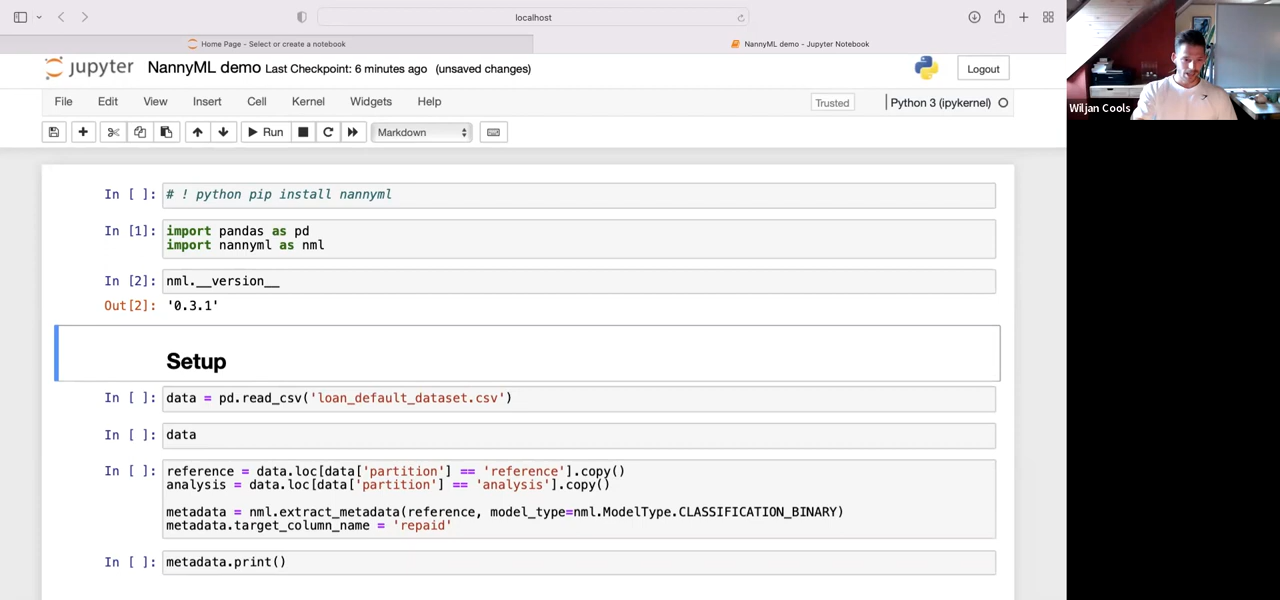 localhost
Home Page - Select or create a notebook
NannyML demo - Jupyter Notebook
jupyter NannyML demo Last Checkpoint: 6 minutes ago (unsaved changes)
Logout
File Edit View Insert Cell Kernel Widgets Help
Trusted
Python 3 (ipykernel)
Run
Markdown
Wiljan Cools
In [ ]: # ! python pip install nannyml
In [1]: import pandas as pd
import nannyml as nml
In [2]: nml.__version__
Out[2]: '0.3.1'
Setup
In [ ]: data = pd.read_csv('loan_default_dataset.csv')
In [ ]: data
In [ ]: reference = data.loc[data['partition'] == 'reference'].copy()
analysis = data.loc[data['partition'] == 'analysis'].copy()
metadata = nml.extract_metadata(reference, model_type=nml.ModelType.CLASSIFICATION_BINARY)
metadata.target_column_name = 'repaid'
In [ ]: metadata.print()